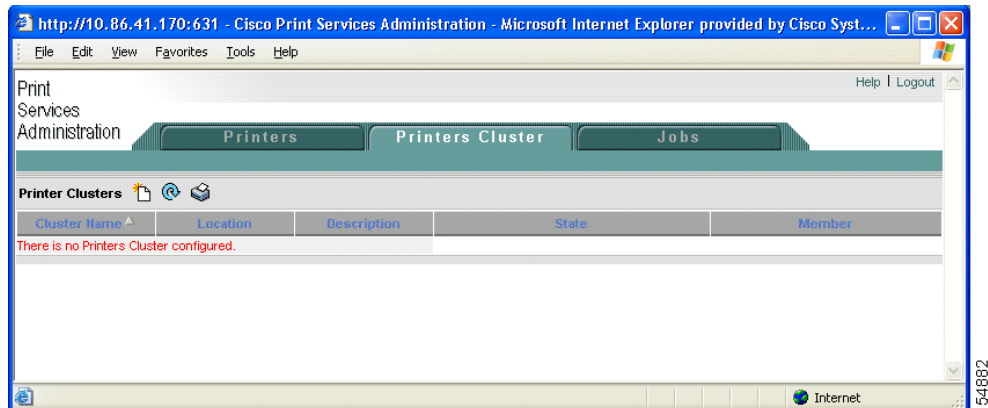 http://10.86.41.170:631 - Cisco Print Services Administration - Microsoft Internet Explorer provided by Cisco Syst...
File Edit View Favorites Tools Help
Help | Logout
Print
Services
Administration
Printers Printers Cluster Jobs
Printer Clusters
Cluster Name Location Description State Member
There is no Printers Cluster configured.
Internet
54882